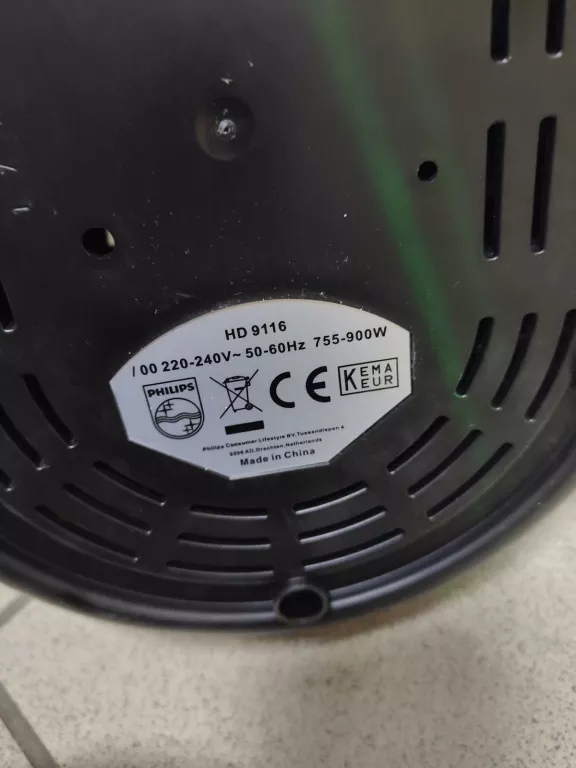 HD 9116
/ 00 220-240V~ 50-60Hz 755-900W
PHILIPS
CE
KEMA
EUR
Philips Consumer Lifestyle BV,Tussendiepen 4
9206 AD,Drachten,Netherlands
Made in China